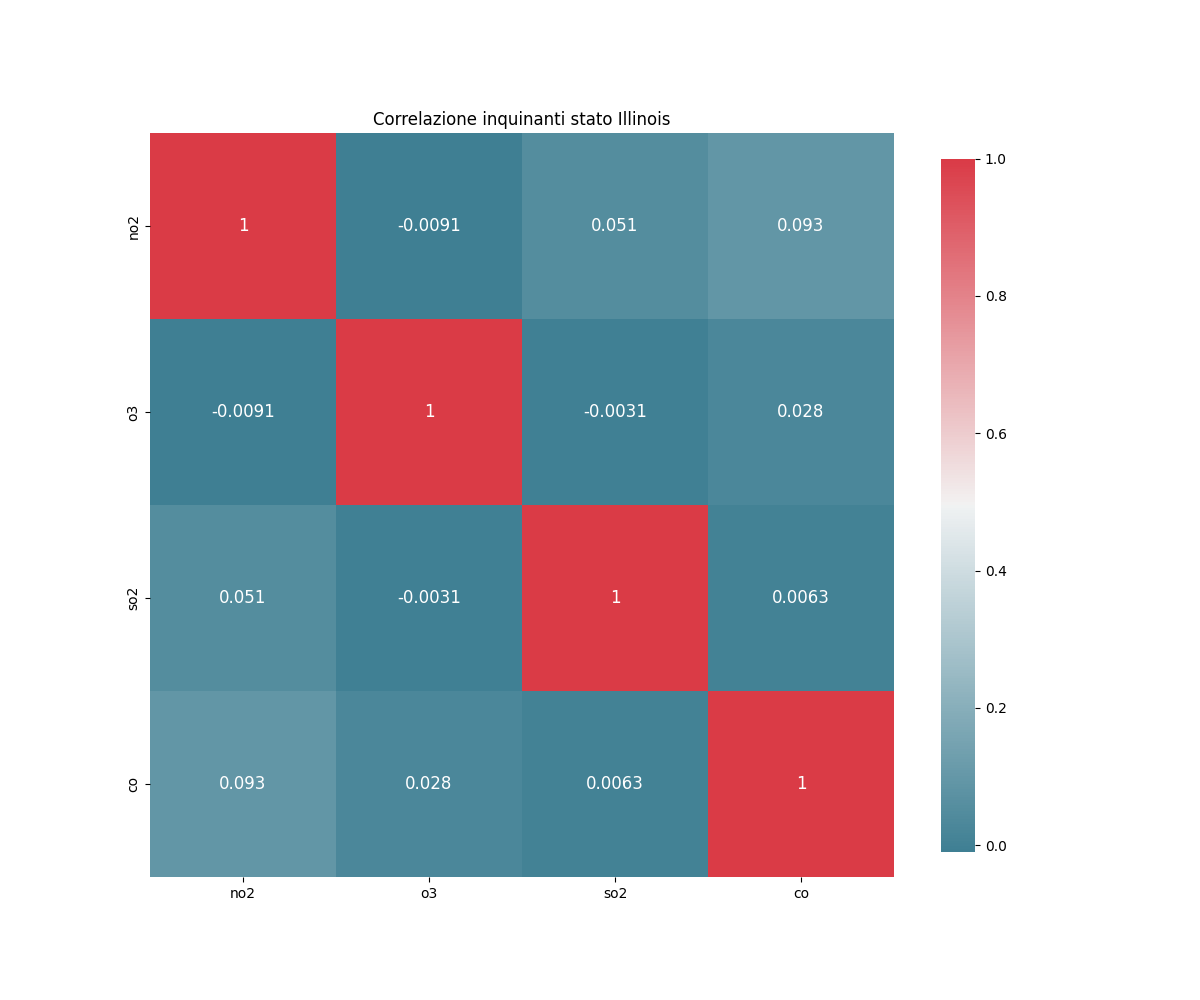 Correlazione inquinanti stato Illinois
no2 1 -0.0091 0.051 0.093
o3 -0.0091 1 -0.0031 0.028
so2 0.051 -0.0031 1 0.0063
co 0.093 0.028 0.0063 1
no2 o3 so2 co
1.0
0.8
0.6
0.4
0.2
0.0